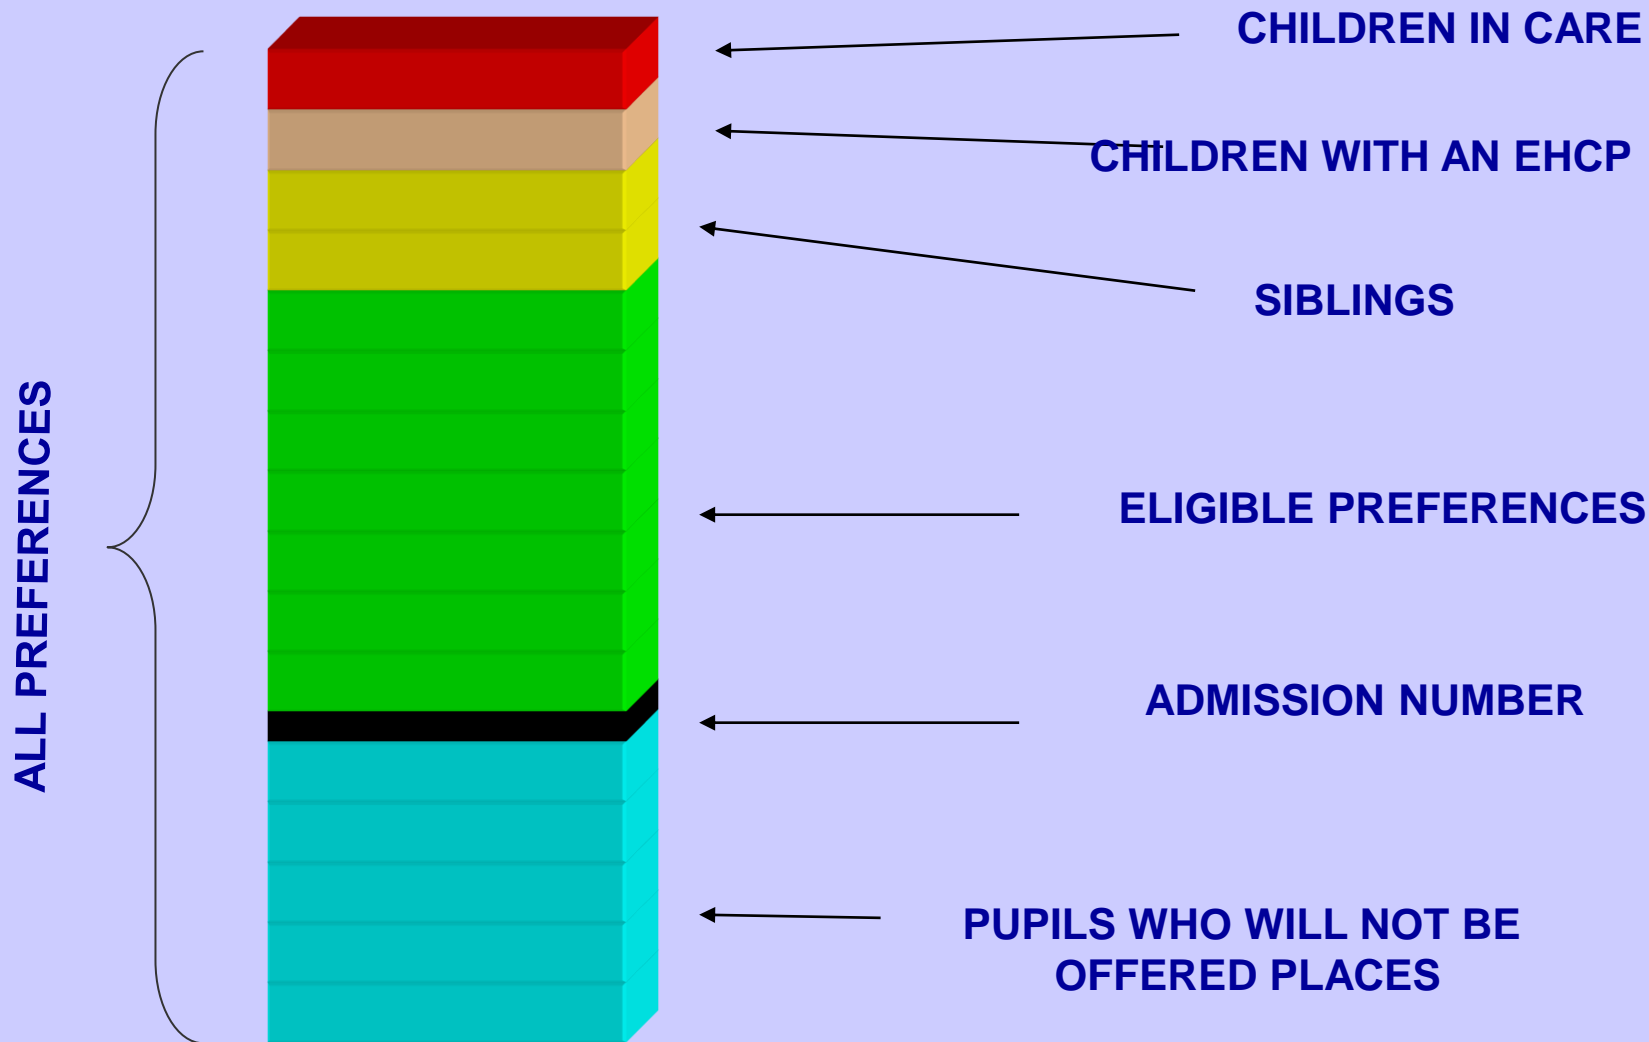 CHILDREN IN CARE
CHILDREN WITH AN EHCP
SIBLINGS
ALL PREFERENCES
ELIGIBLE PREFERENCES
ADMISSION NUMBER
PUPILS WHO WILL NOT BE
OFFERED PLACES